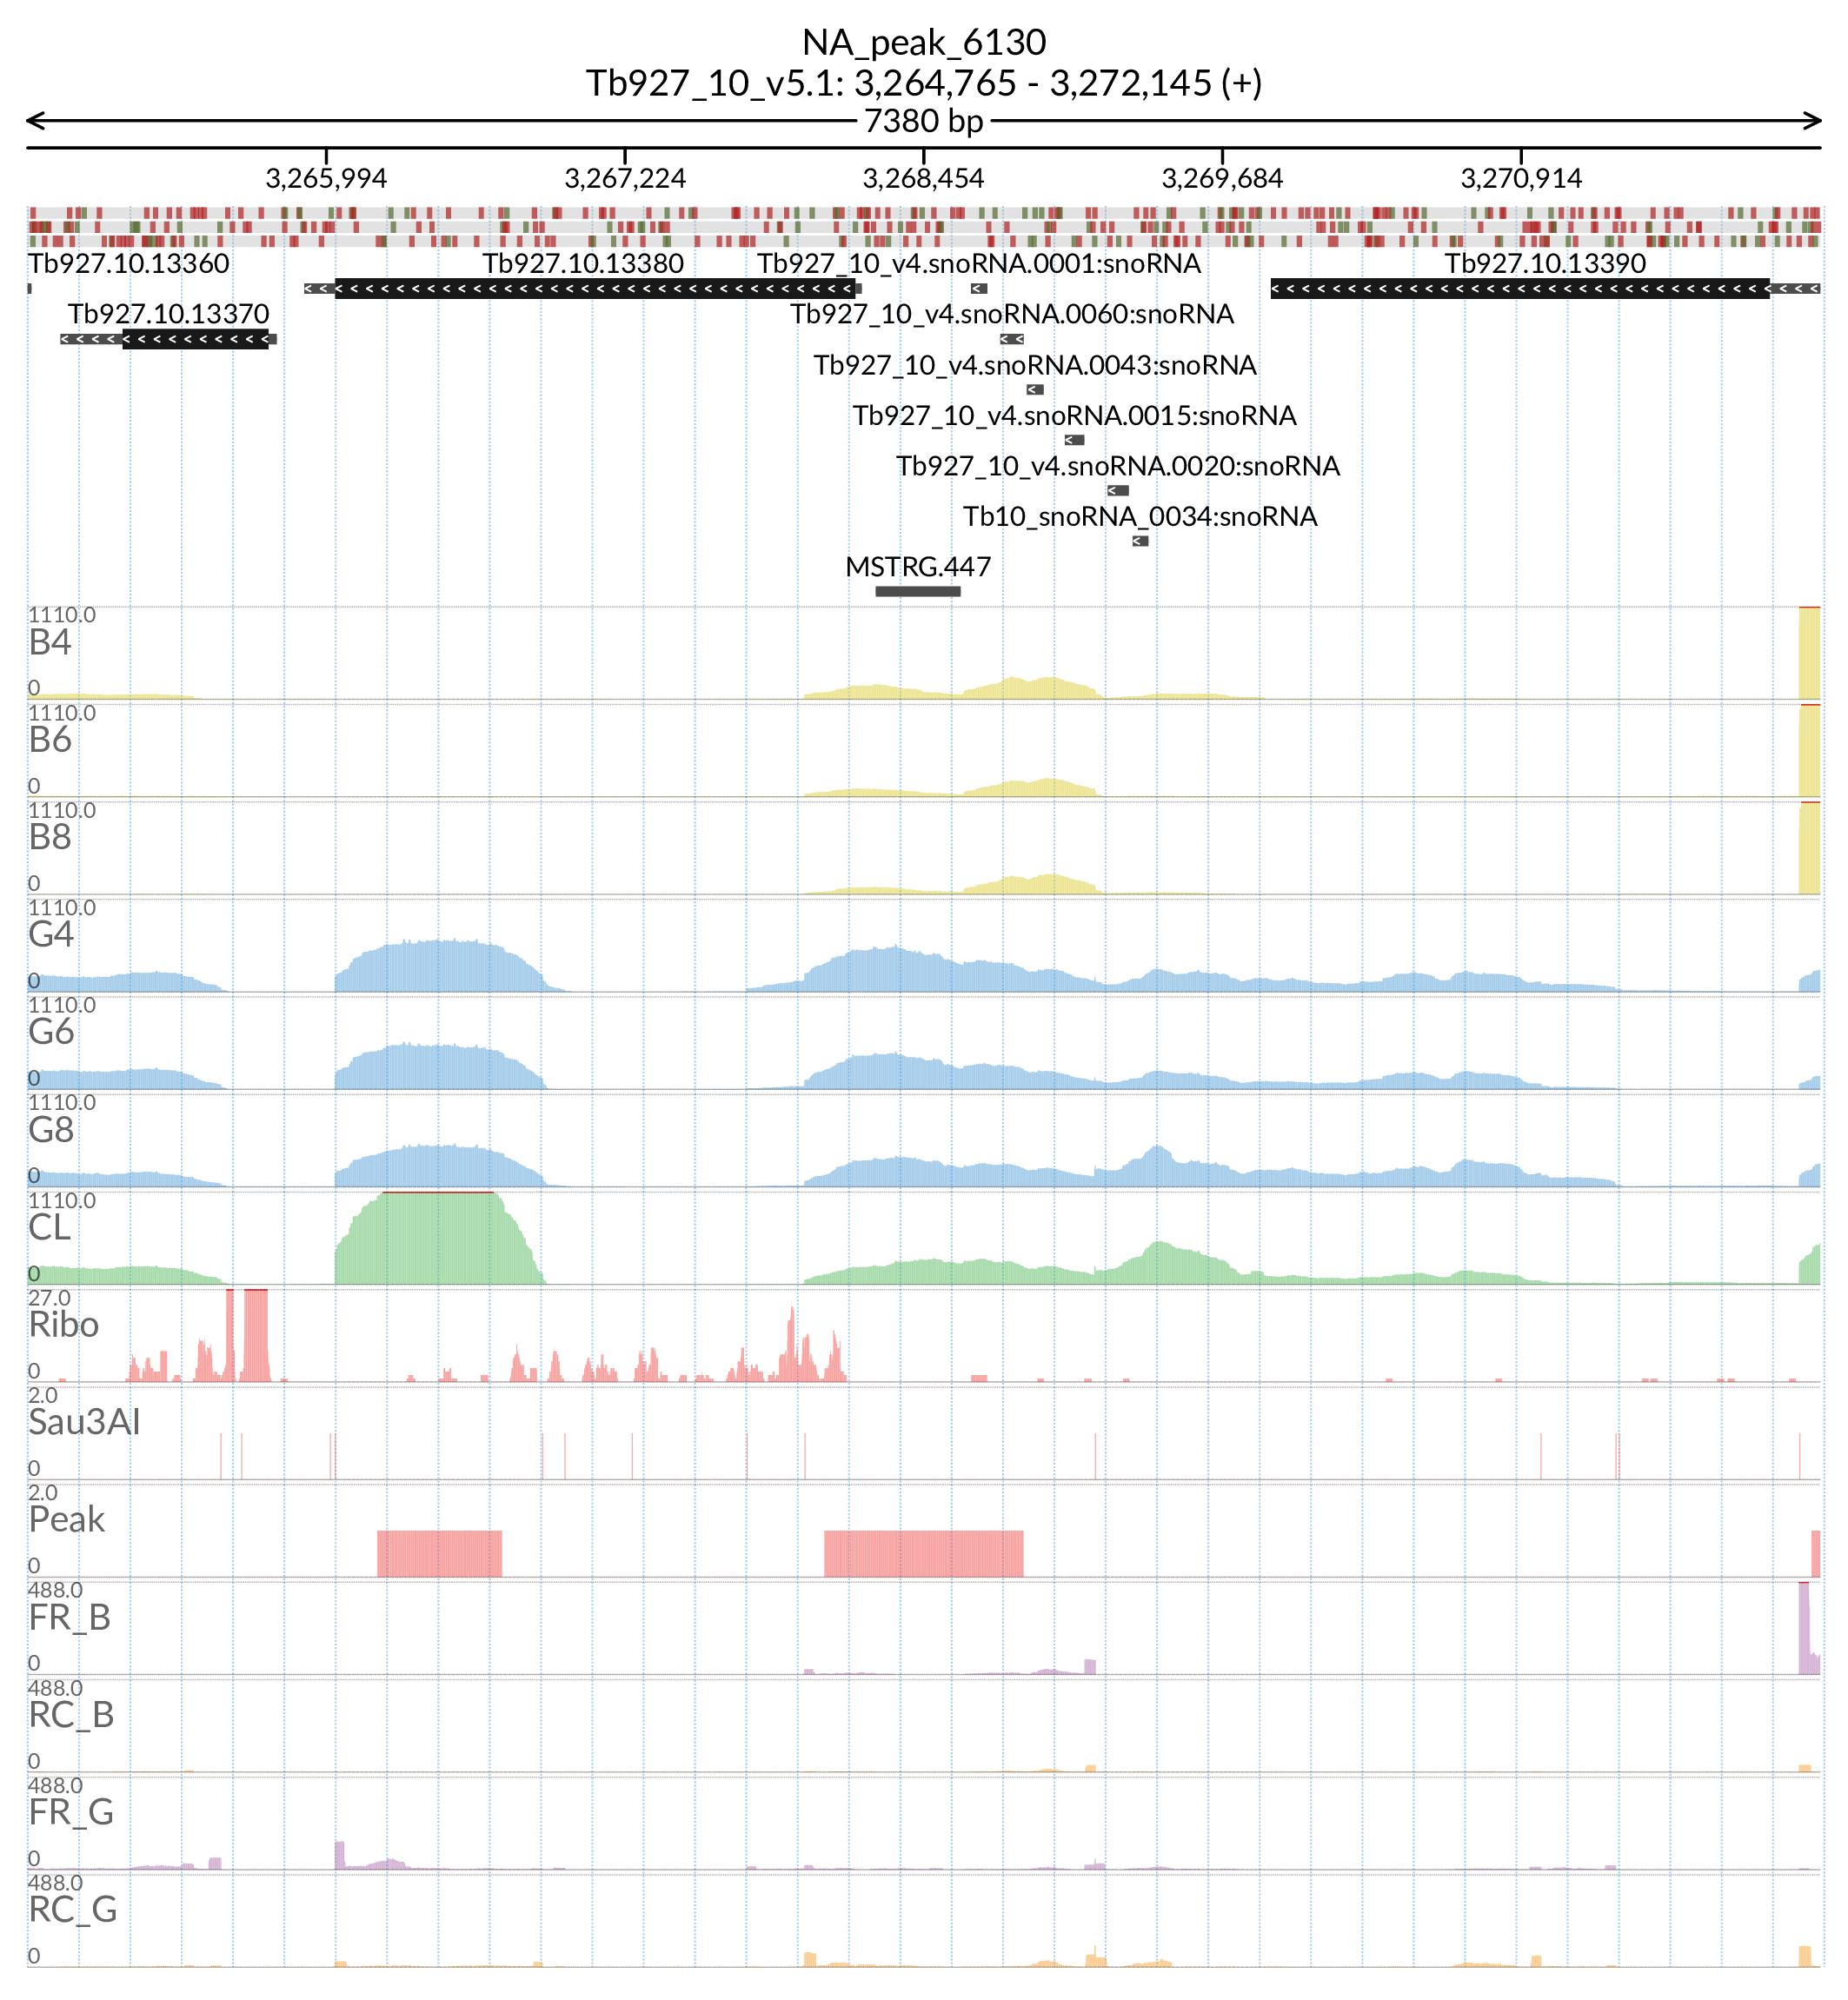 NA_peak_6130
Tb927_10_v5.1: 3,264,765 - 3,272,145 (+)
7380 bp
3,265,994 3,267,224 3,268,454 3,269,684 3,270,914
Tb927.10.13360 Tb927.10.13380 Tb927_10_v4.snoRNA.0001:snoRNA Tb927.10.13390
Tb927.10.13370 Tb927_10_v4.snoRNA.0060:snoRNA
Tb927_10_v4.snoRNA.0043:snoRNA
Tb927_10_v4.snoRNA.0015:snoRNA
Tb927_10_v4.snoRNA.0020:snoRNA
Tb10_snoRNA_0034:snoRNA
MSTRG.447
1110.0
B4
0
1110.0
B6
0
1110.0
B8
0
1110.0
G4
0
1110.0
G6
0
1110.0
G8
0
1110.0
CL
0
27.0
Ribo
0
2.0
Sau3AI
0
2.0
Peak
0
488.0
FR_B
0
488.0
RC_B
0
488.0
FR_G
0
488.0
RC_G
0